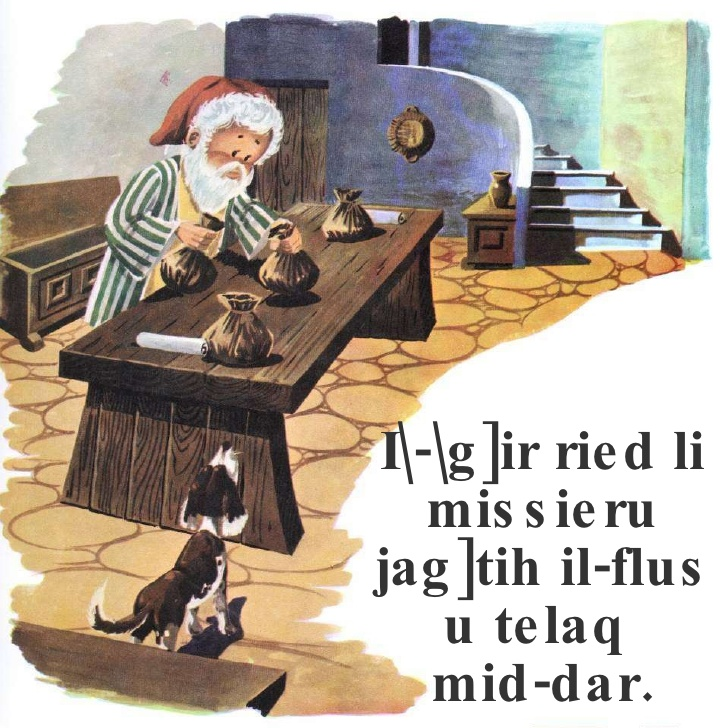 I\-\g]ir ried li
missieru
jag]tih il-flus
u telaq
mid-dar.